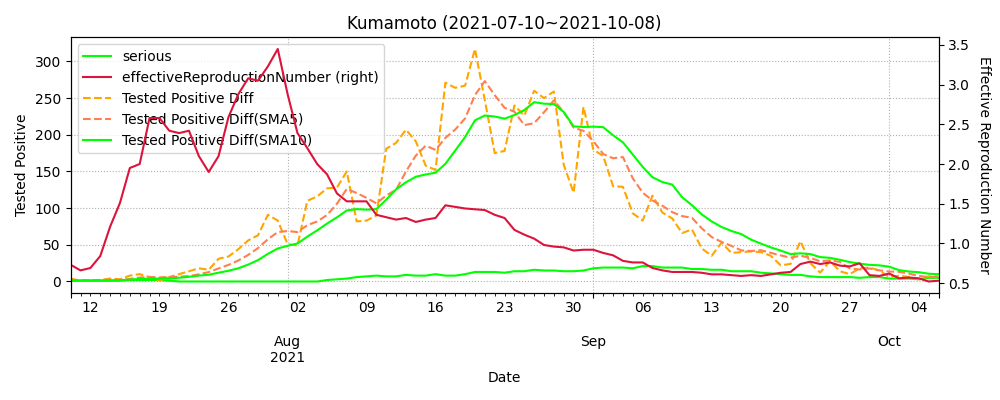 Kumamoto (2021-07-10~2021-10-08)
serious
effectiveReproductionNumber (right)
Tested Positive Diff
Tested Positive Diff(SMA5)
Tested Positive Diff(SMA10)
Tested Positive
300
250
200
150
100
50
0
3.5
3.0
2.5
2.0
1.5
1.0
0.5
Effective Reproduction Number
12 19 26 02 09 16 23 30 06 13 20 27 04
Aug Sep Oct
2021
Date